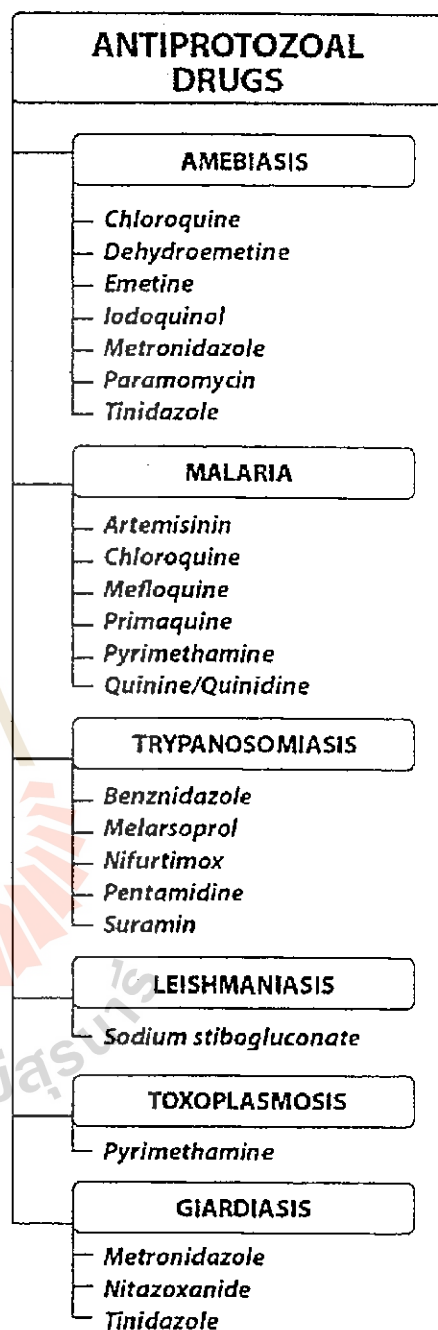 ANTIPROTOZOAL
DRUGS
AMEBIASIS
Chloroquine
Dehydroemetine
Emetine
Iodoquinol
Metronidazole
Paramomycin
Tinidazole
MALARIA
Artemisinin
Chloroquine
Mefloquine
Primaquine
Pyrimethamine
Quinine/Quinidine
TRYPANOSOMIASIS
Benznidazole
Melarsoprol
Nifurtimox
Pentamidine
Suramin
LEISHMANIASIS
Sodium stibogluconate
TOXOPLASMOSIS
Pyrimethamine
GIARDIASIS
Metronidazole
Nitazoxanide
Tinidazole